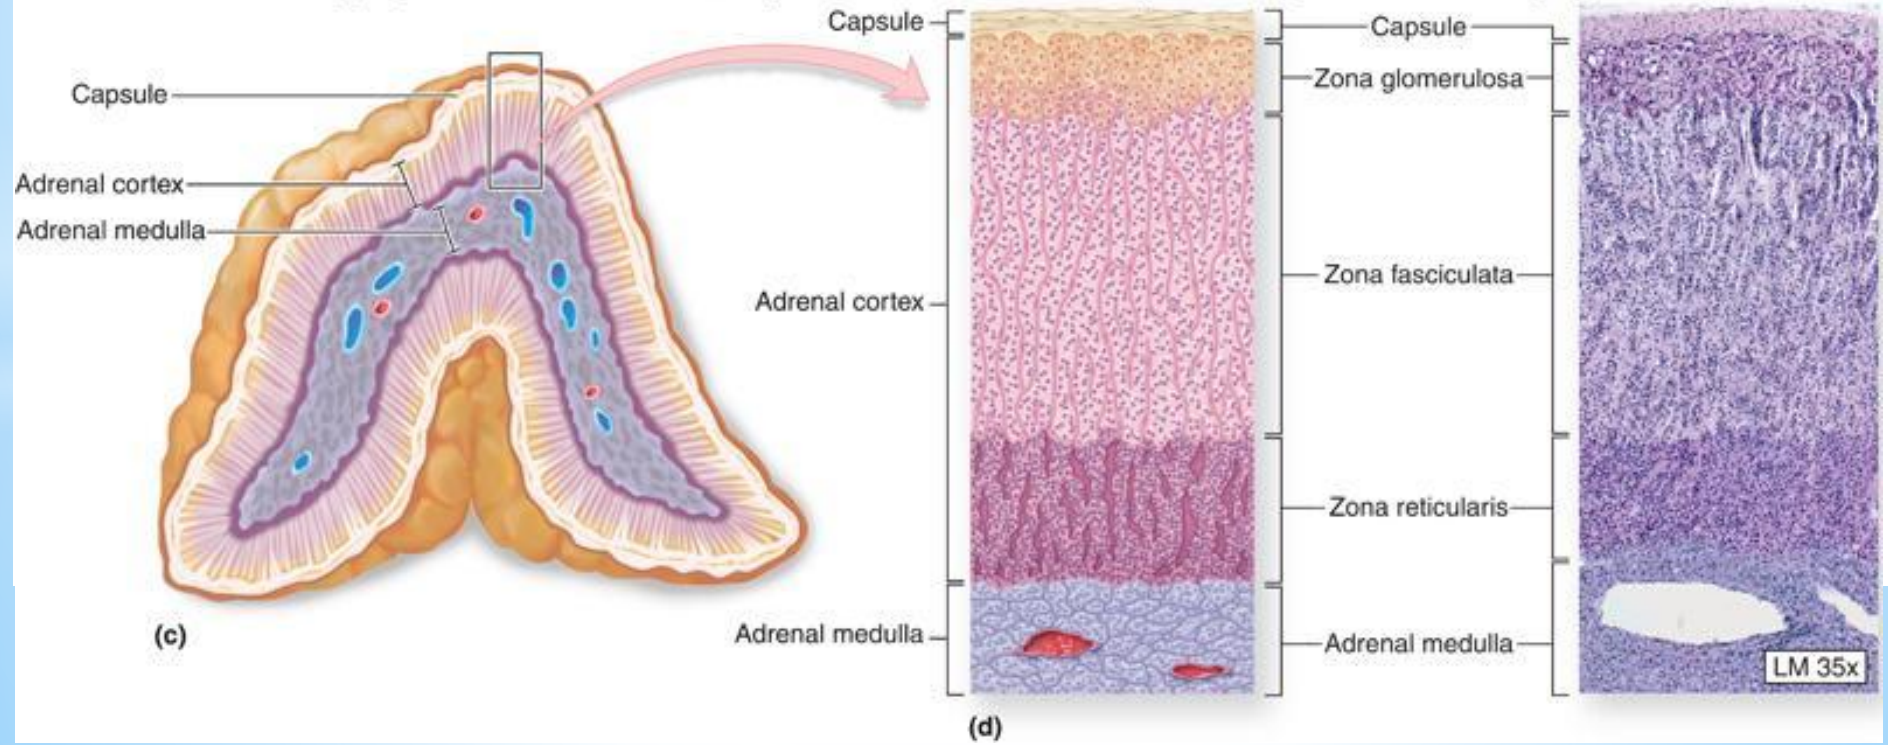 Capsule
Adrenal cortex
Adrenal medulla
(c)
Capsule
Adrenal cortex
Adrenal medulla
(d)
Capsule
Zona glomerulosa
Zona fasciculata
Zona reticularis
Adrenal medulla
LM 35x